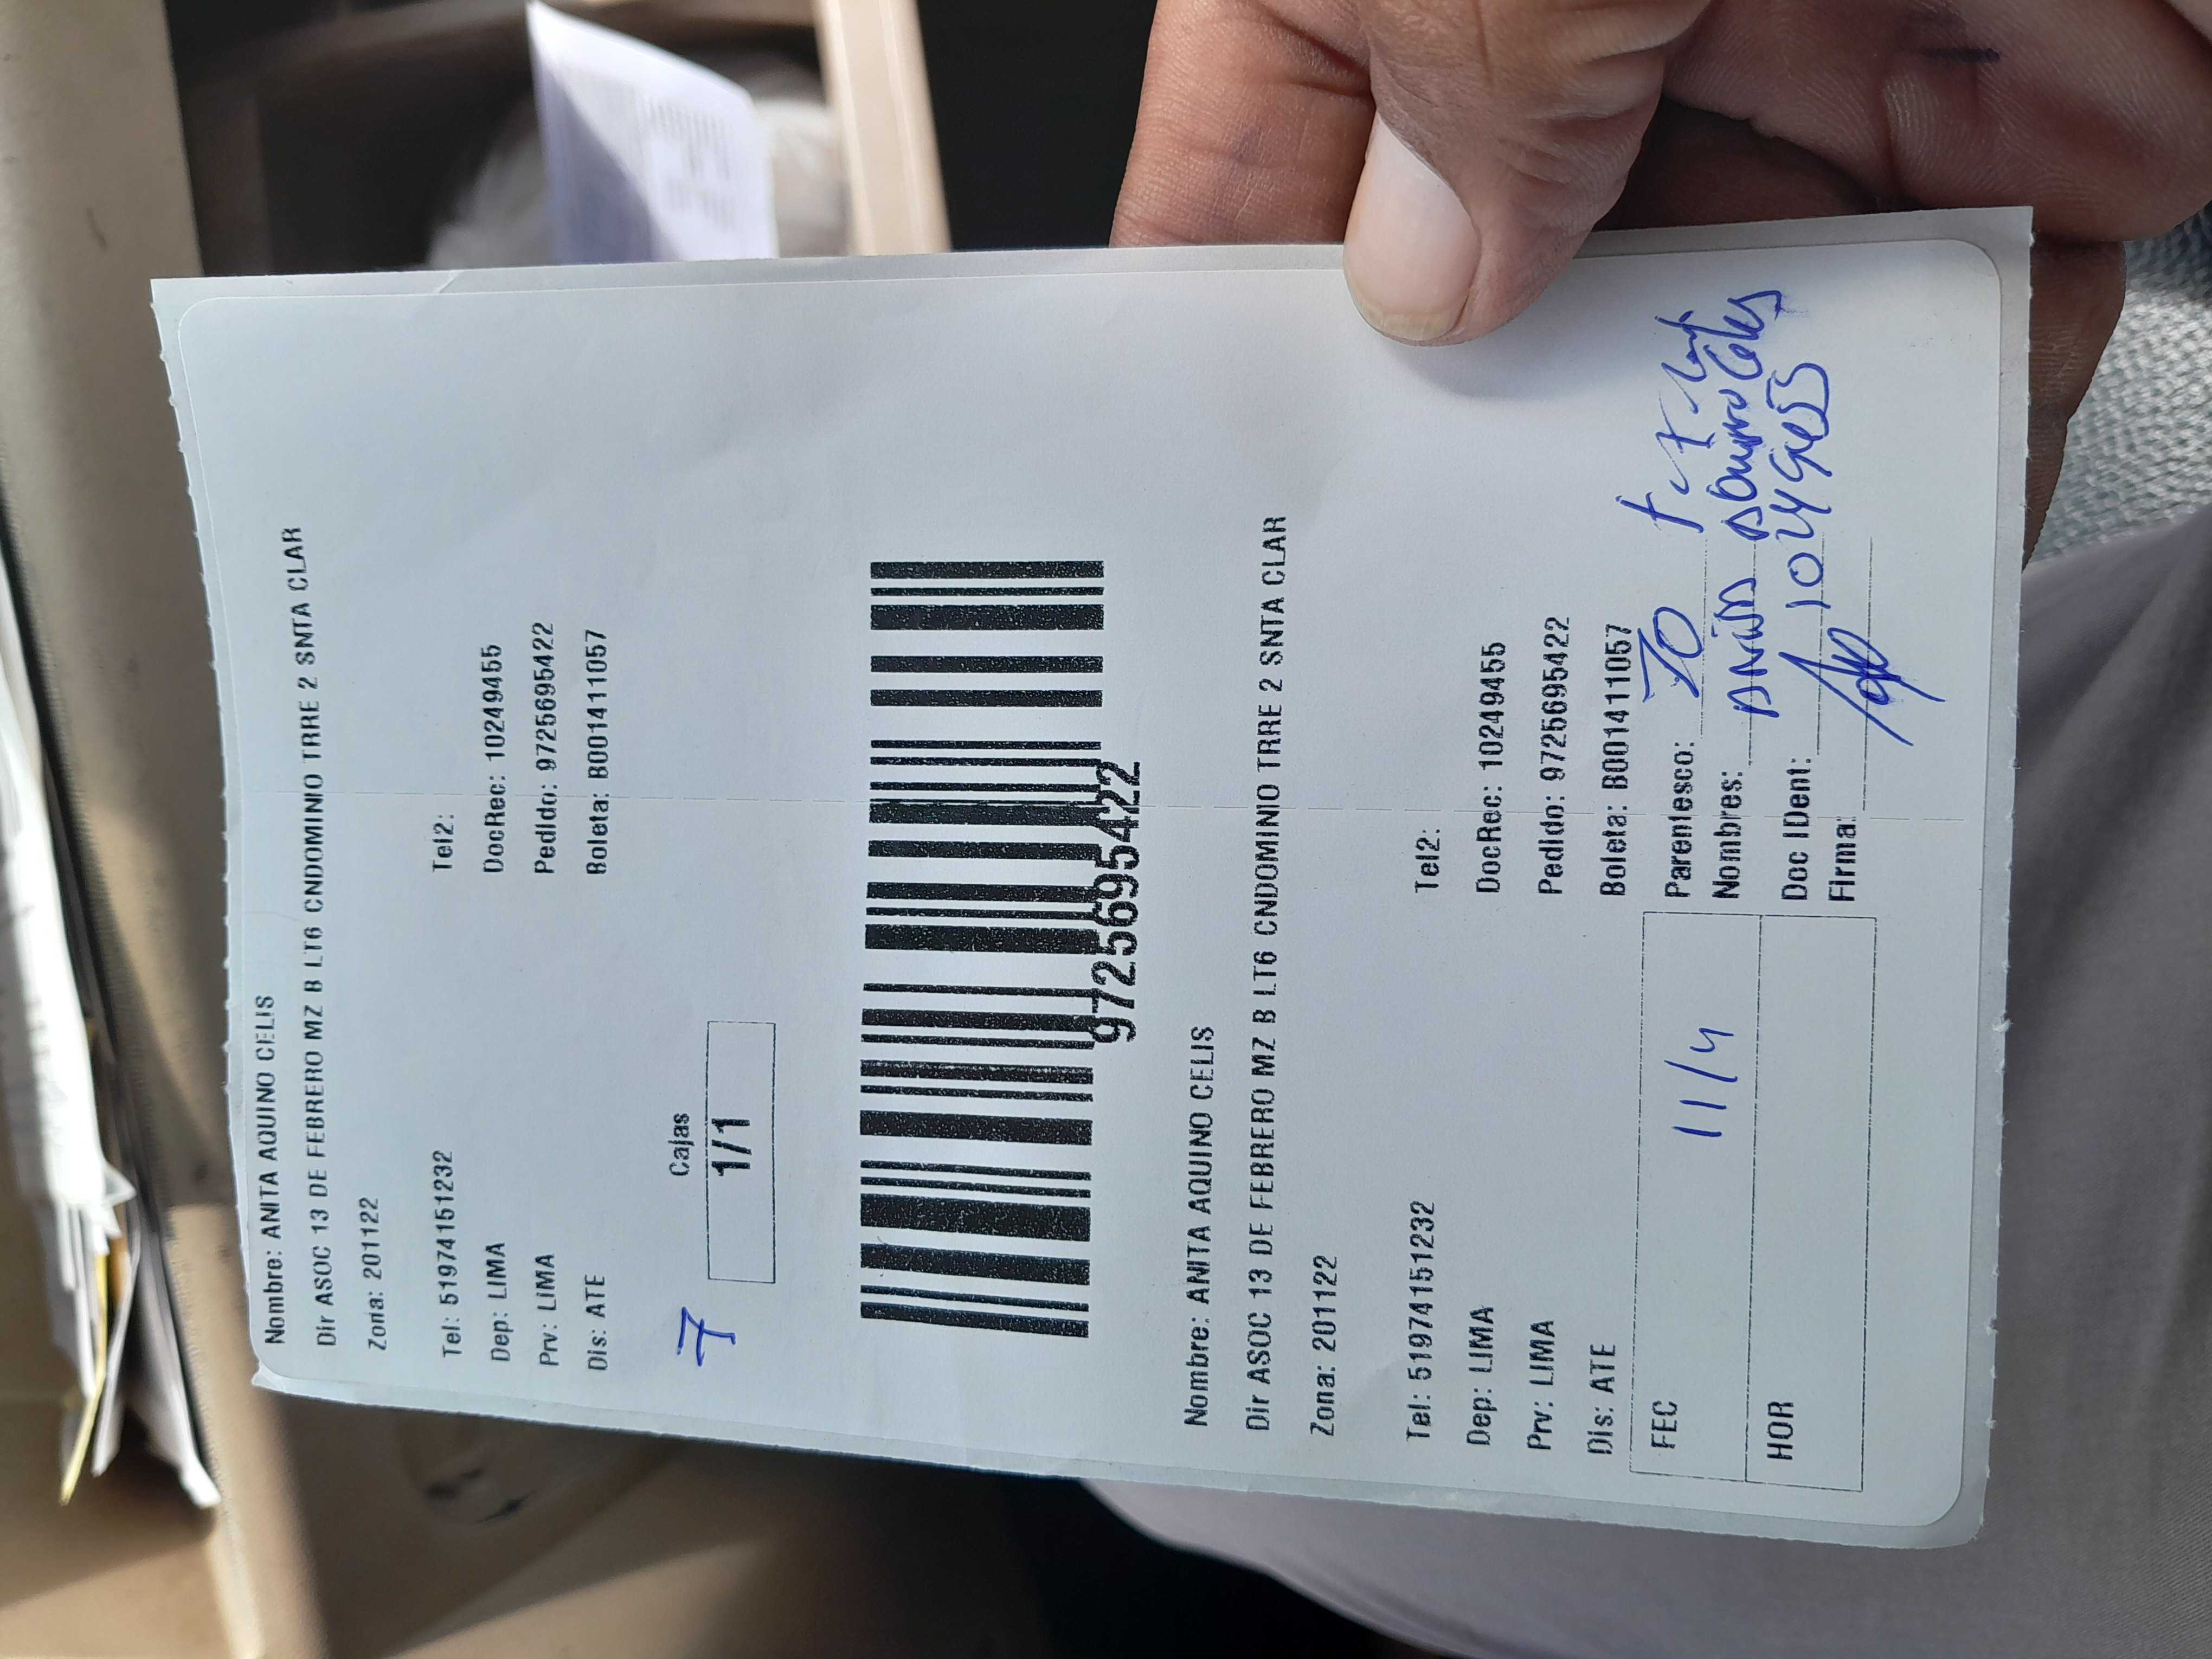 Nombre: ANITA AQUINO CELIS
Dir ASOC 13 DE FEBRERO MZ B LT6 CNDOMINIO TRRE 2 SNTA CLAR
Zona: 201122
Tel: 51974151232 Tel2:
Dep: LIMA DocRec: 10249455
Prv: LIMA Pedido: 9725695422
Dis: ATE Boleta: B001411057
Cajas
7 1/1
9725695422
Nombre: ANITA AQUINO CELIS
Dir ASOC 13 DE FEBRERO MZ B LT6 CNDOMINIO TRRE 2 SNTA CLAR
Zona: 201122
Tel: 51974151232 Tel2:
Dep: LIMA DocRec: 10249455
Prv: LIMA Pedido: 9725695422
Dis: ATE Boleta: B001411057
FEC 11/4 Parentesco:
Nombres:
HOR Doc IDent: 10249455
Firma: